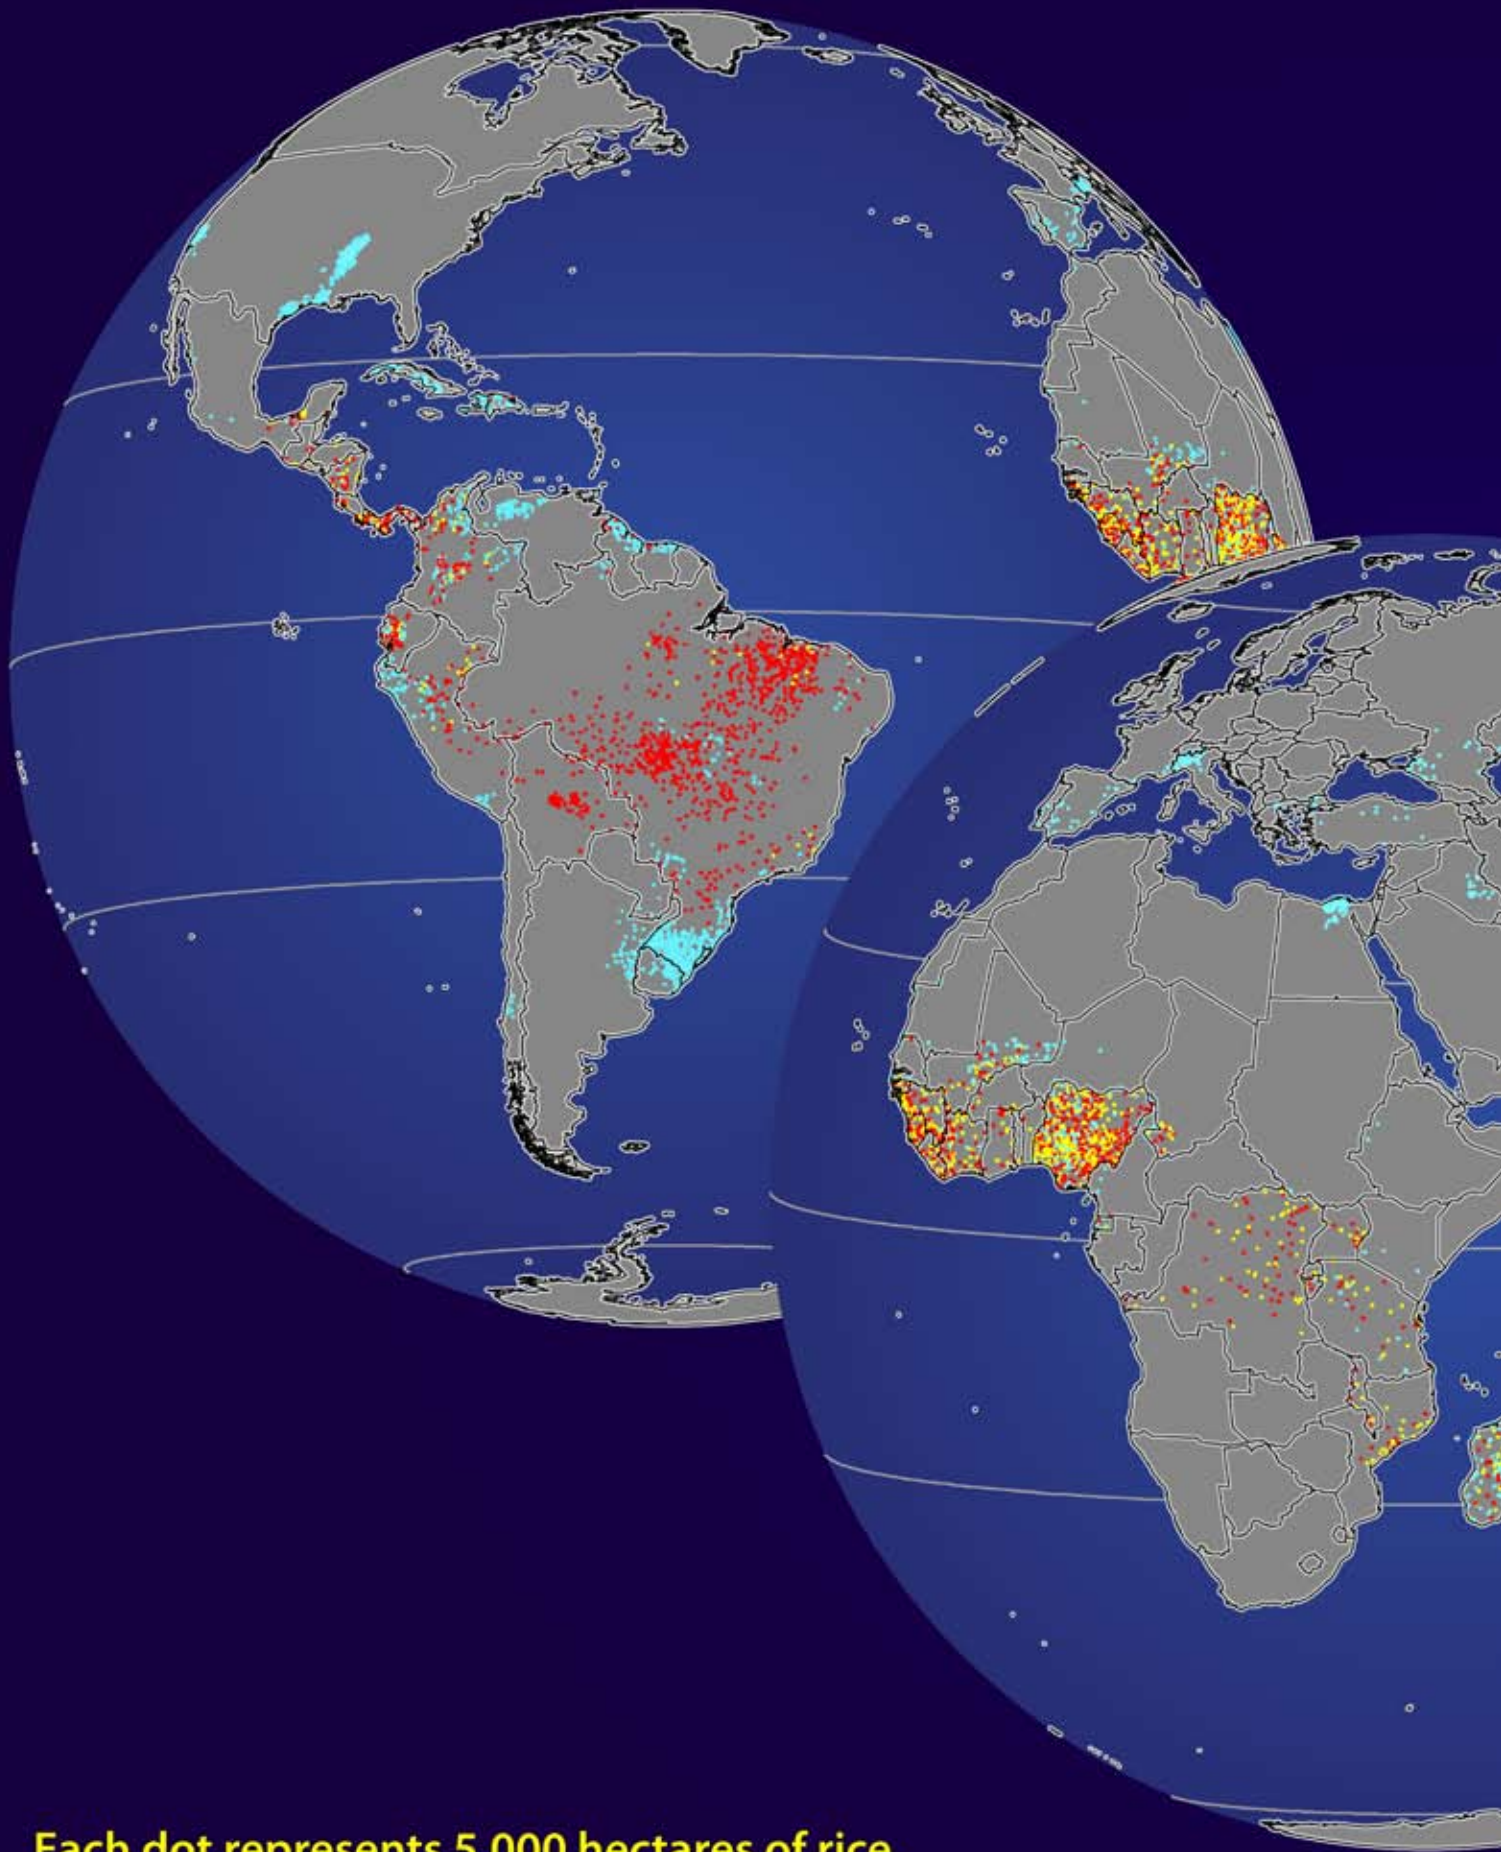 Each dot represents 5,000 hectares of rice